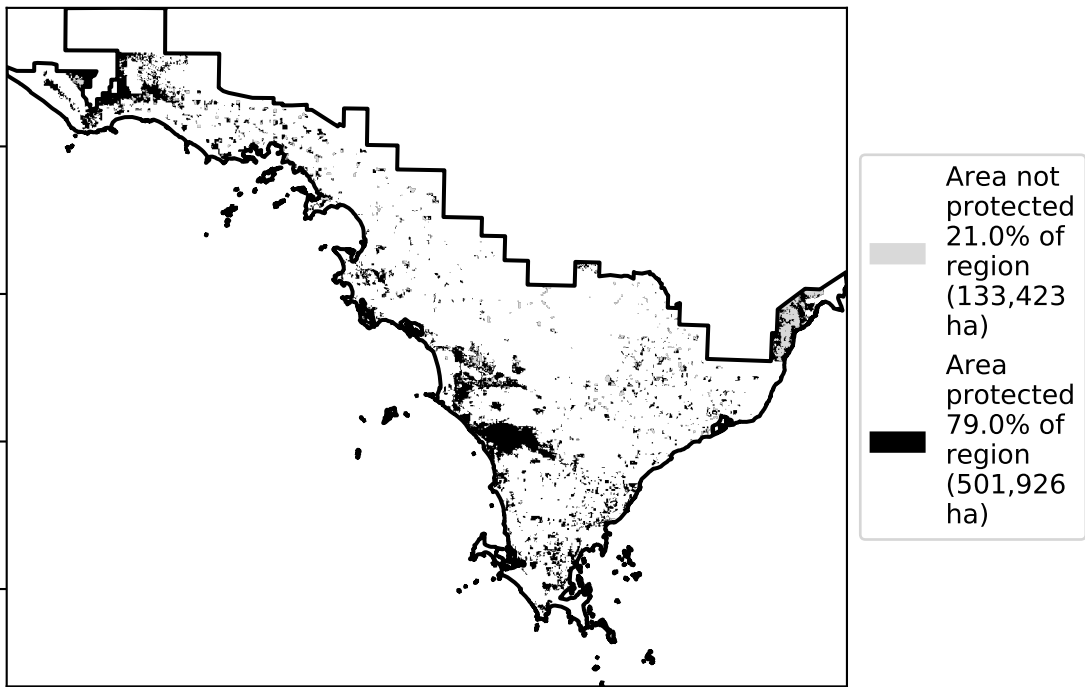 Area not
protected
21.0% of
region
(133,423
ha)
Area
protected
79.0% of
region
(501,926
ha)